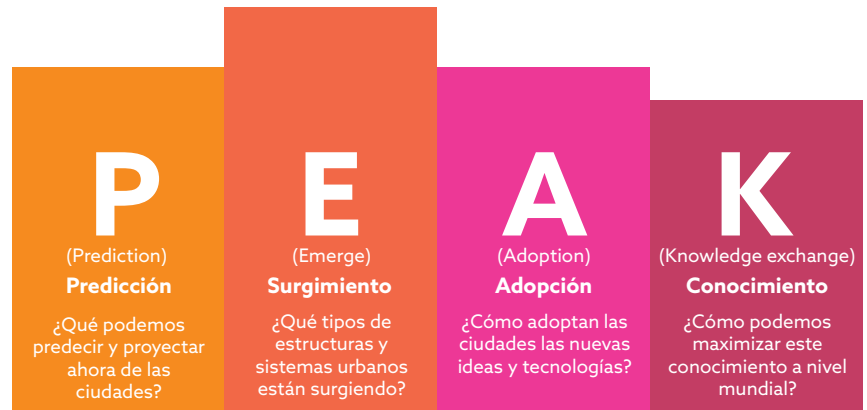 P
(Prediction)
Predicción
¿Qué podemos
predecir y proyectar
ahora de las
ciudades?
E
(Emerge)
Surgimiento
¿Qué tipos de
estructuras y
sistemas urbanos
están surgiendo?
A
(Adoption)
Adopción
¿Cómo adoptan las
ciudades las nuevas
ideas y tecnologías?
K
(Knowledge exchange)
Conocimiento
¿Cómo podemos
maximizar este
conocimiento a nivel
mundial?